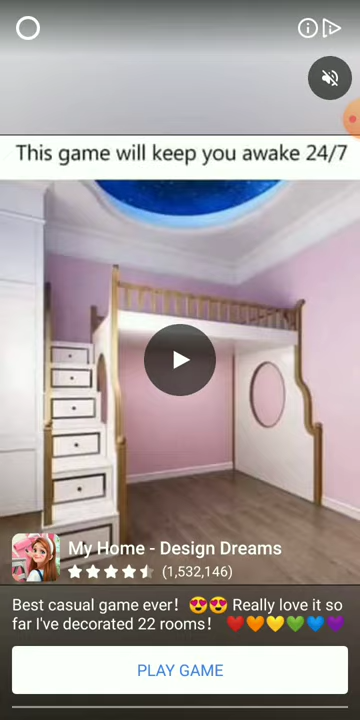 This game will keep you awake 24/7
My Home - Design Dreams
(1,532,146)
Best casual game ever! 😍😍 Really love it so
far I've decorated 22 rooms! ❤️🧡💛💚💙💜
PLAY GAME